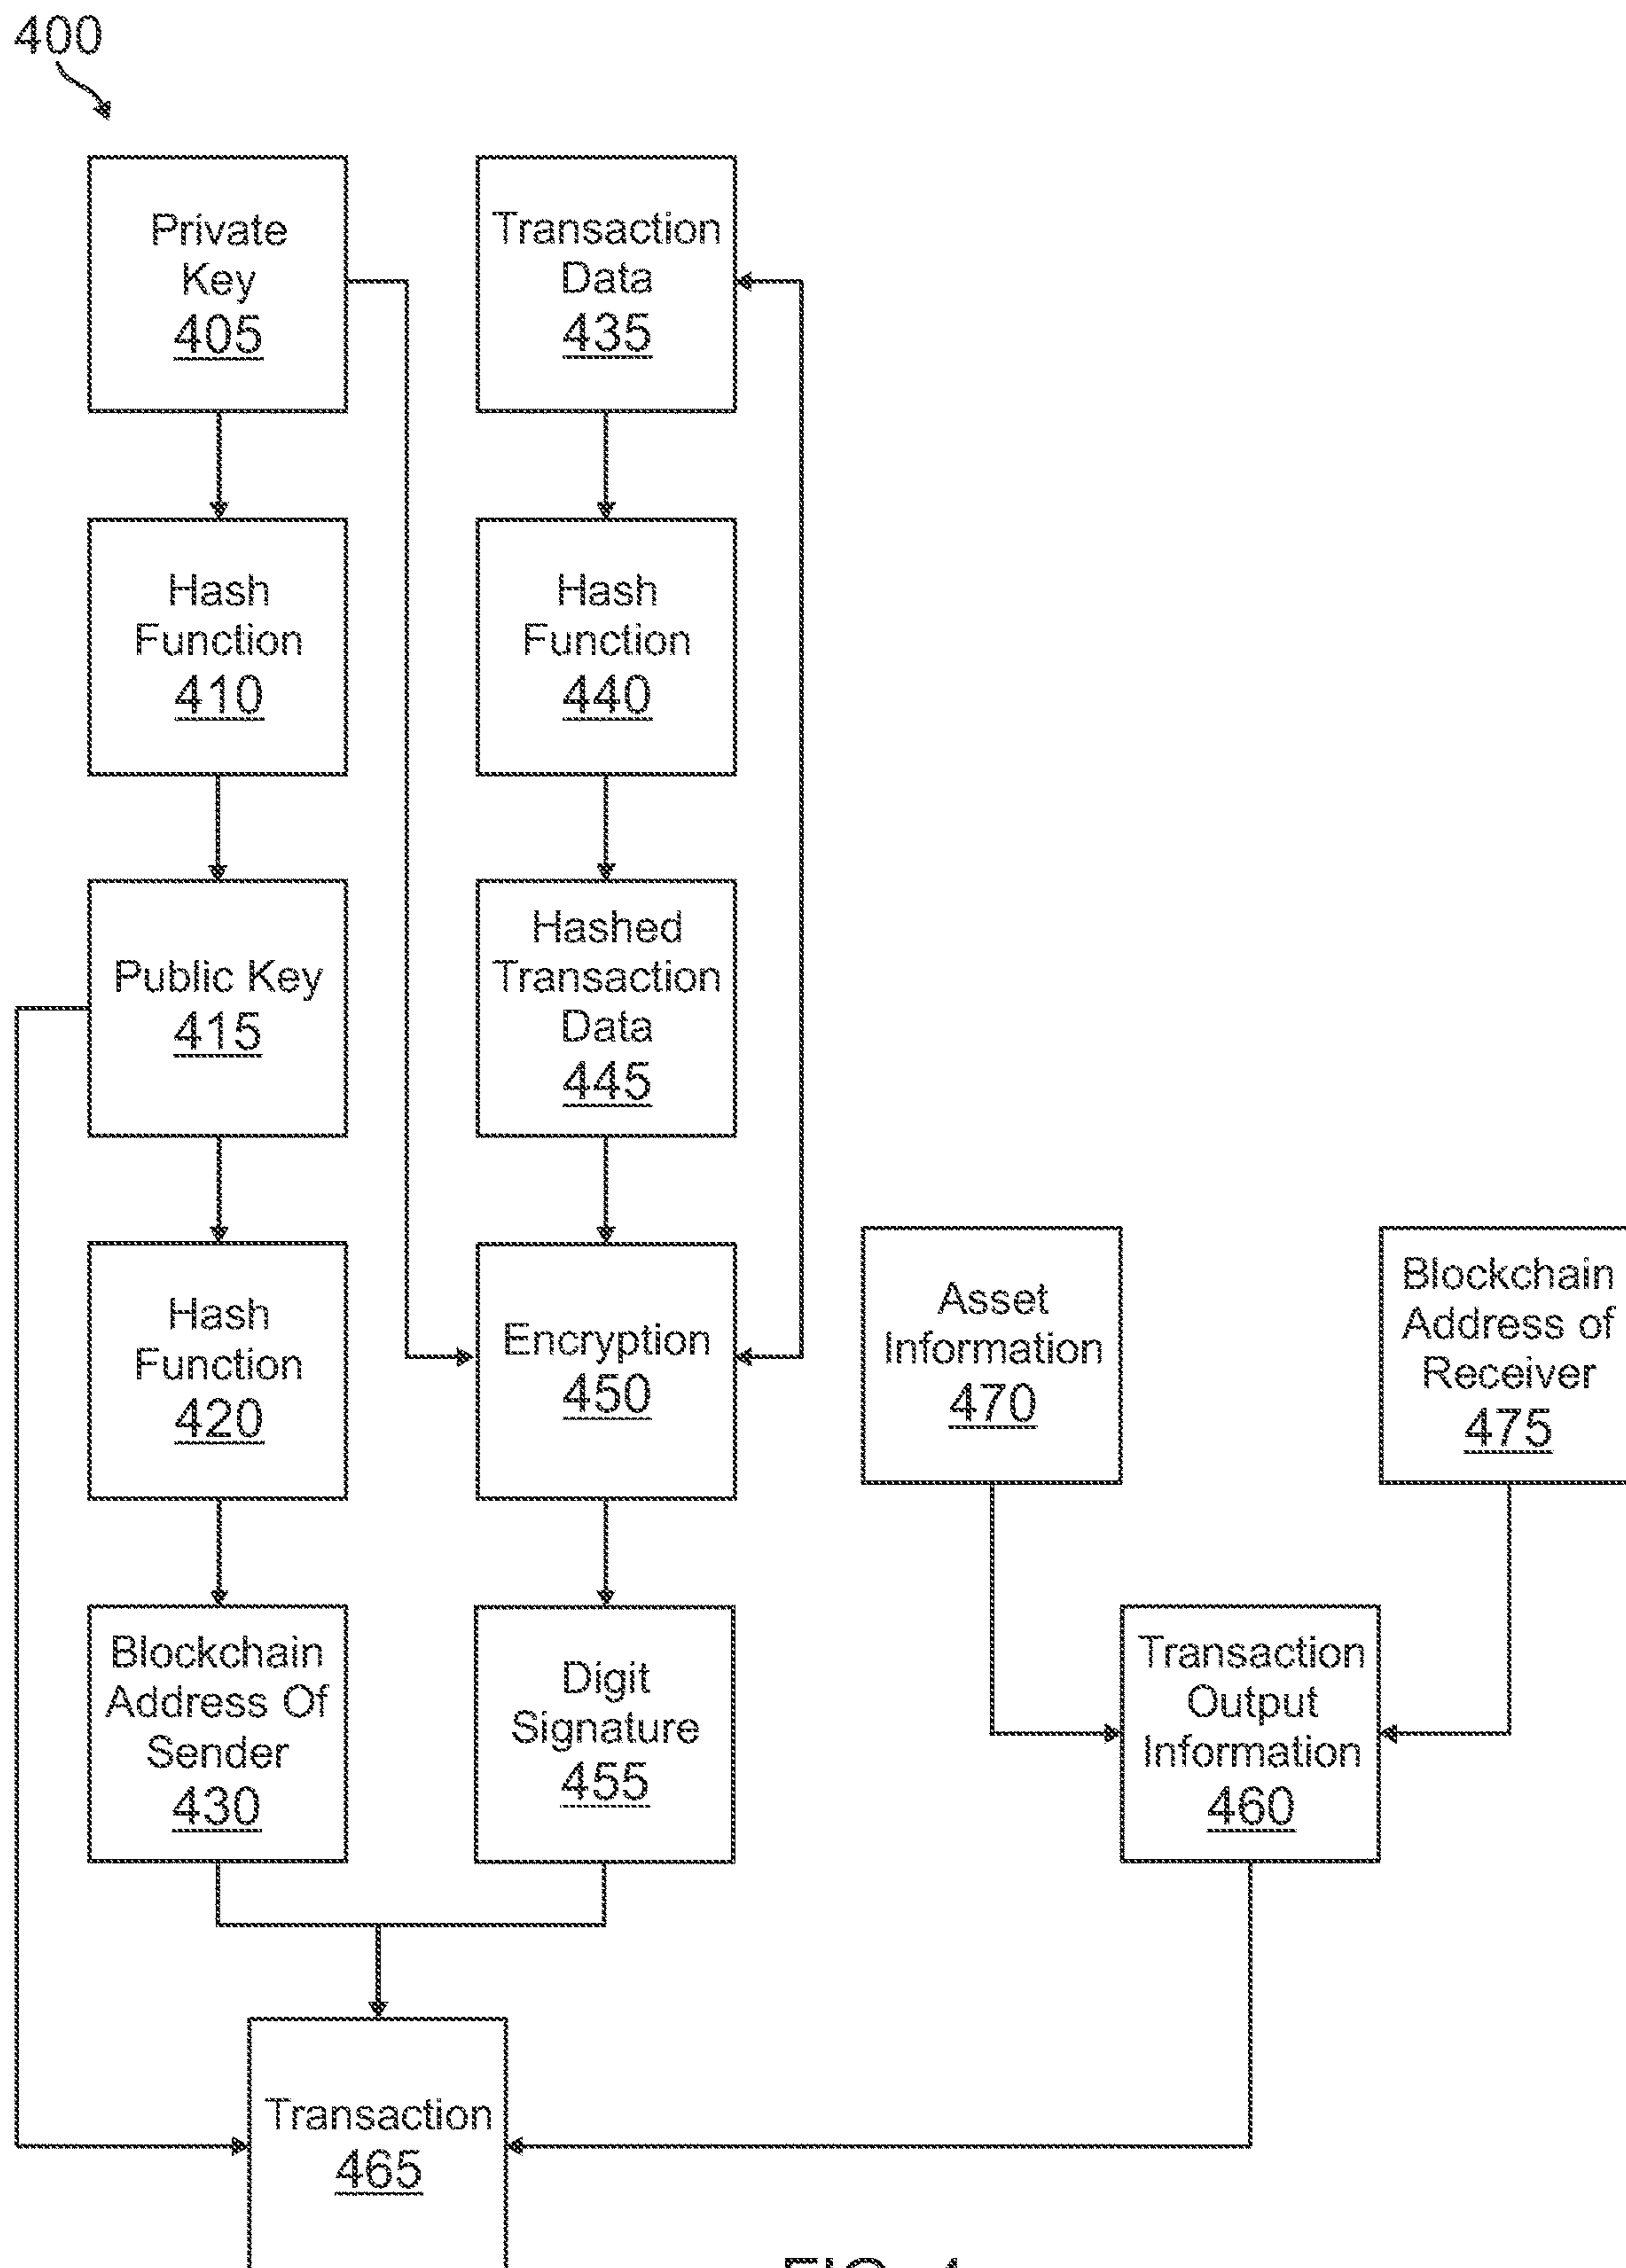 400
Private
Key
405
Transaction
Data
435
Hash
Function
410
Hash
Function
440
Public Key
415
Hashed
Transaction
Data
445
Hash
Function
420
Encryption
450
Asset
Information
470
Blockchain
Address of
Receiver
475
Blockchain
Address Of
Sender
430
Digit
Signature
455
Transaction
Output
Information
460
Transaction
465